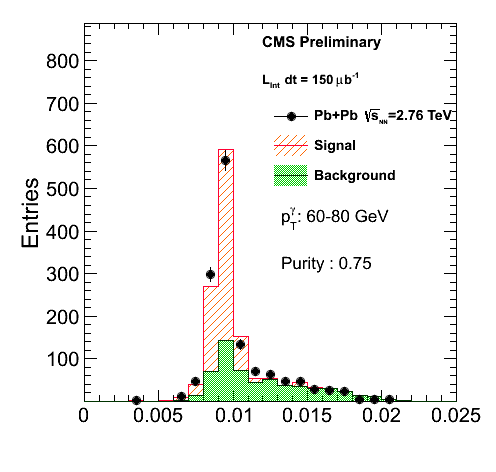 CMS Preliminary
L_int dt = 150 μb⁻¹
Pb+Pb √s_NN=2.76 TeV
Signal
Background
p_T^γ: 60-80 GeV
Purity : 0.75
Entries
800
700
600
500
400
300
200
100
0 0.005 0.01 0.015 0.02 0.025